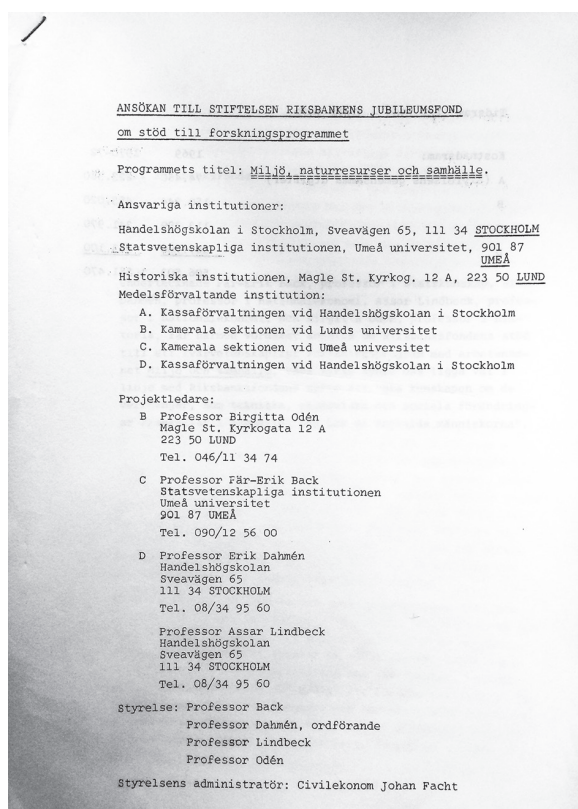 ANSÖKAN TILL STIFTELSEN RIKSBANKENS JUBILEUMSFOND
om stöd till forskningsprogrammet
Programmets titel: Miljö, naturresurser och samhälle.
Ansvariga institutioner:
Handelshögskolan i Stockholm, Sveavägen 65, 111 34 STOCKHOLM
Statsvetenskapliga institutionen, Umeå universitet, 901 87
UMEÅ
Historiska institutionen, Magle St. Kyrkog. 12 A, 223 50 LUND
Medelsförvaltande institution:
A. Kassaförvaltningen vid Handelshögskolan i Stockholm
B. Kamerala sektionen vid Lunds universitet
C. Kamerala sektionen vid Umeå universitet
D. Kassaförvaltningen vid Handelshögskolan i Stockholm
Projektledare:
B Professor Birgitta Odén
Magle St. Kyrkogata 12 A
223 50 LUND
Tel. 046/11 34 74
C Professor Pär-Erik Back
Statsvetenskapliga institutionen
Umeå universitet
901 87 UMEÅ
Tel. 090/12 56 00
D Professor Erik Dahmén
Handelshögskolan
Sveavägen 65
111 34 STOCKHOLM
Tel. 08/34 95 60
Professor Assar Lindbeck
Handelshögskolan
Sveavägen 65
111 34 STOCKHOLM
Tel. 08/34 95 60
Styrelse: Professor Back
Professor Dahmén, ordförande
Professor Lindbeck
Professor Odén
Styrelsens administratör: Civilekonom Johan Facht